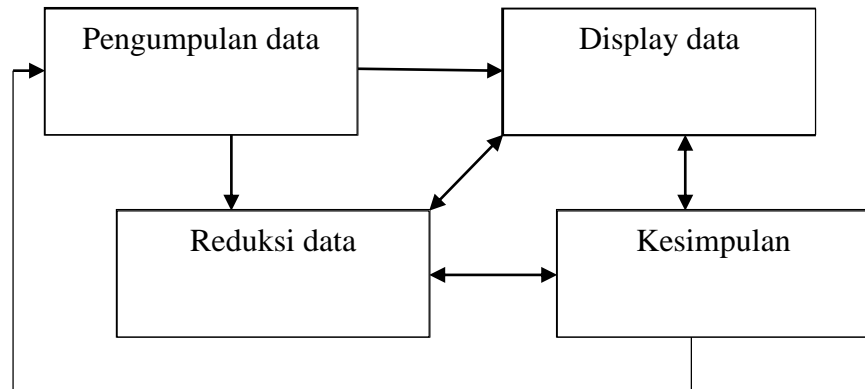 Pengumpulan data
Display data
Reduksi data
Kesimpulan